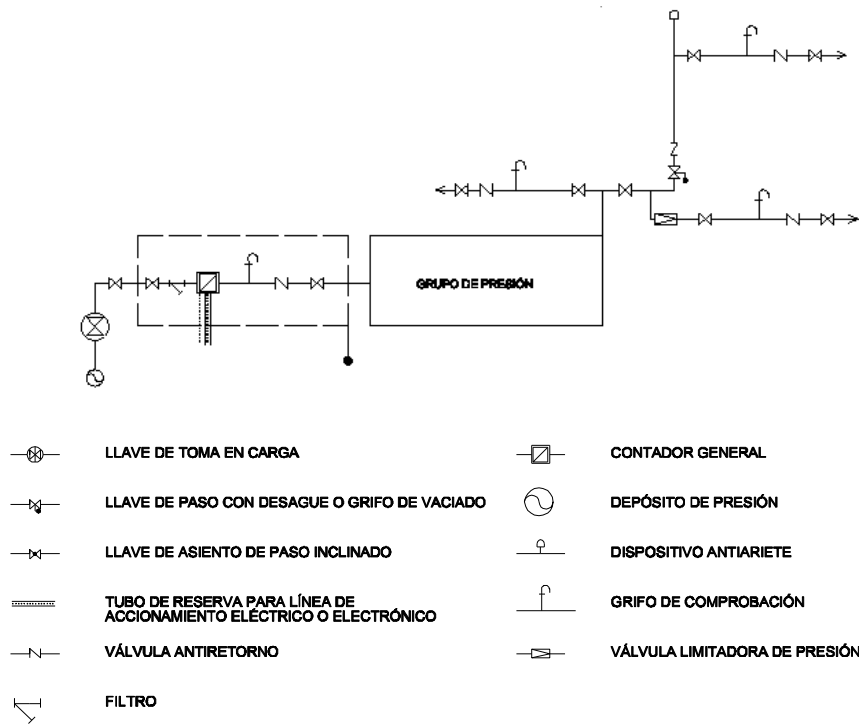 GRUPO DE PRESIÓN
LLAVE DE TOMA EN CARGA
CONTADOR GENERAL
LLAVE DE PASO CON DESAGUE O GRIFO DE VACIADO
DEPÓSITO DE PRESIÓN
LLAVE DE ASIENTO DE PASO INCLINADO
DISPOSITIVO ANTIARIETE
TUBO DE RESERVA PARA LÍNEA DE
ACCIONAMIENTO ELÉCTRICO O ELECTRÓNICO
GRIFO DE COMPROBACIÓN
VÁLVULA ANTIRETORNO
VÁLVULA LIMITADORA DE PRESIÓN
FILTRO